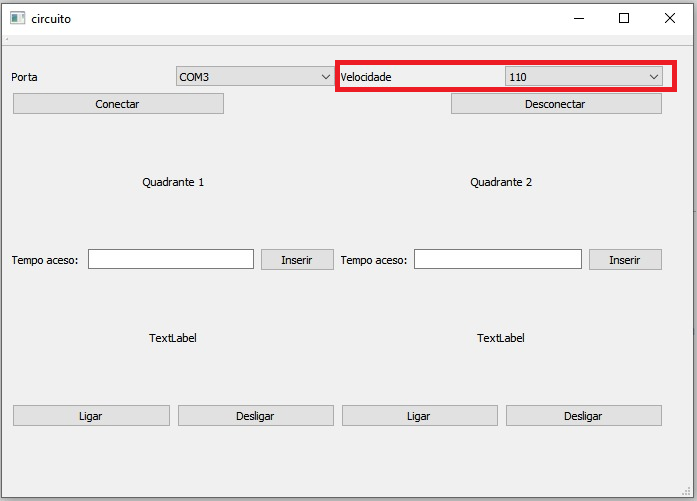 circuito
Porta COM3 Velocidade 110
Conectar Desconectar
Quadrante 1 Quadrante 2
Tempo aceso: Inserir Tempo aceso: Inserir
TextLabel TextLabel
Ligar Desligar Ligar Desligar